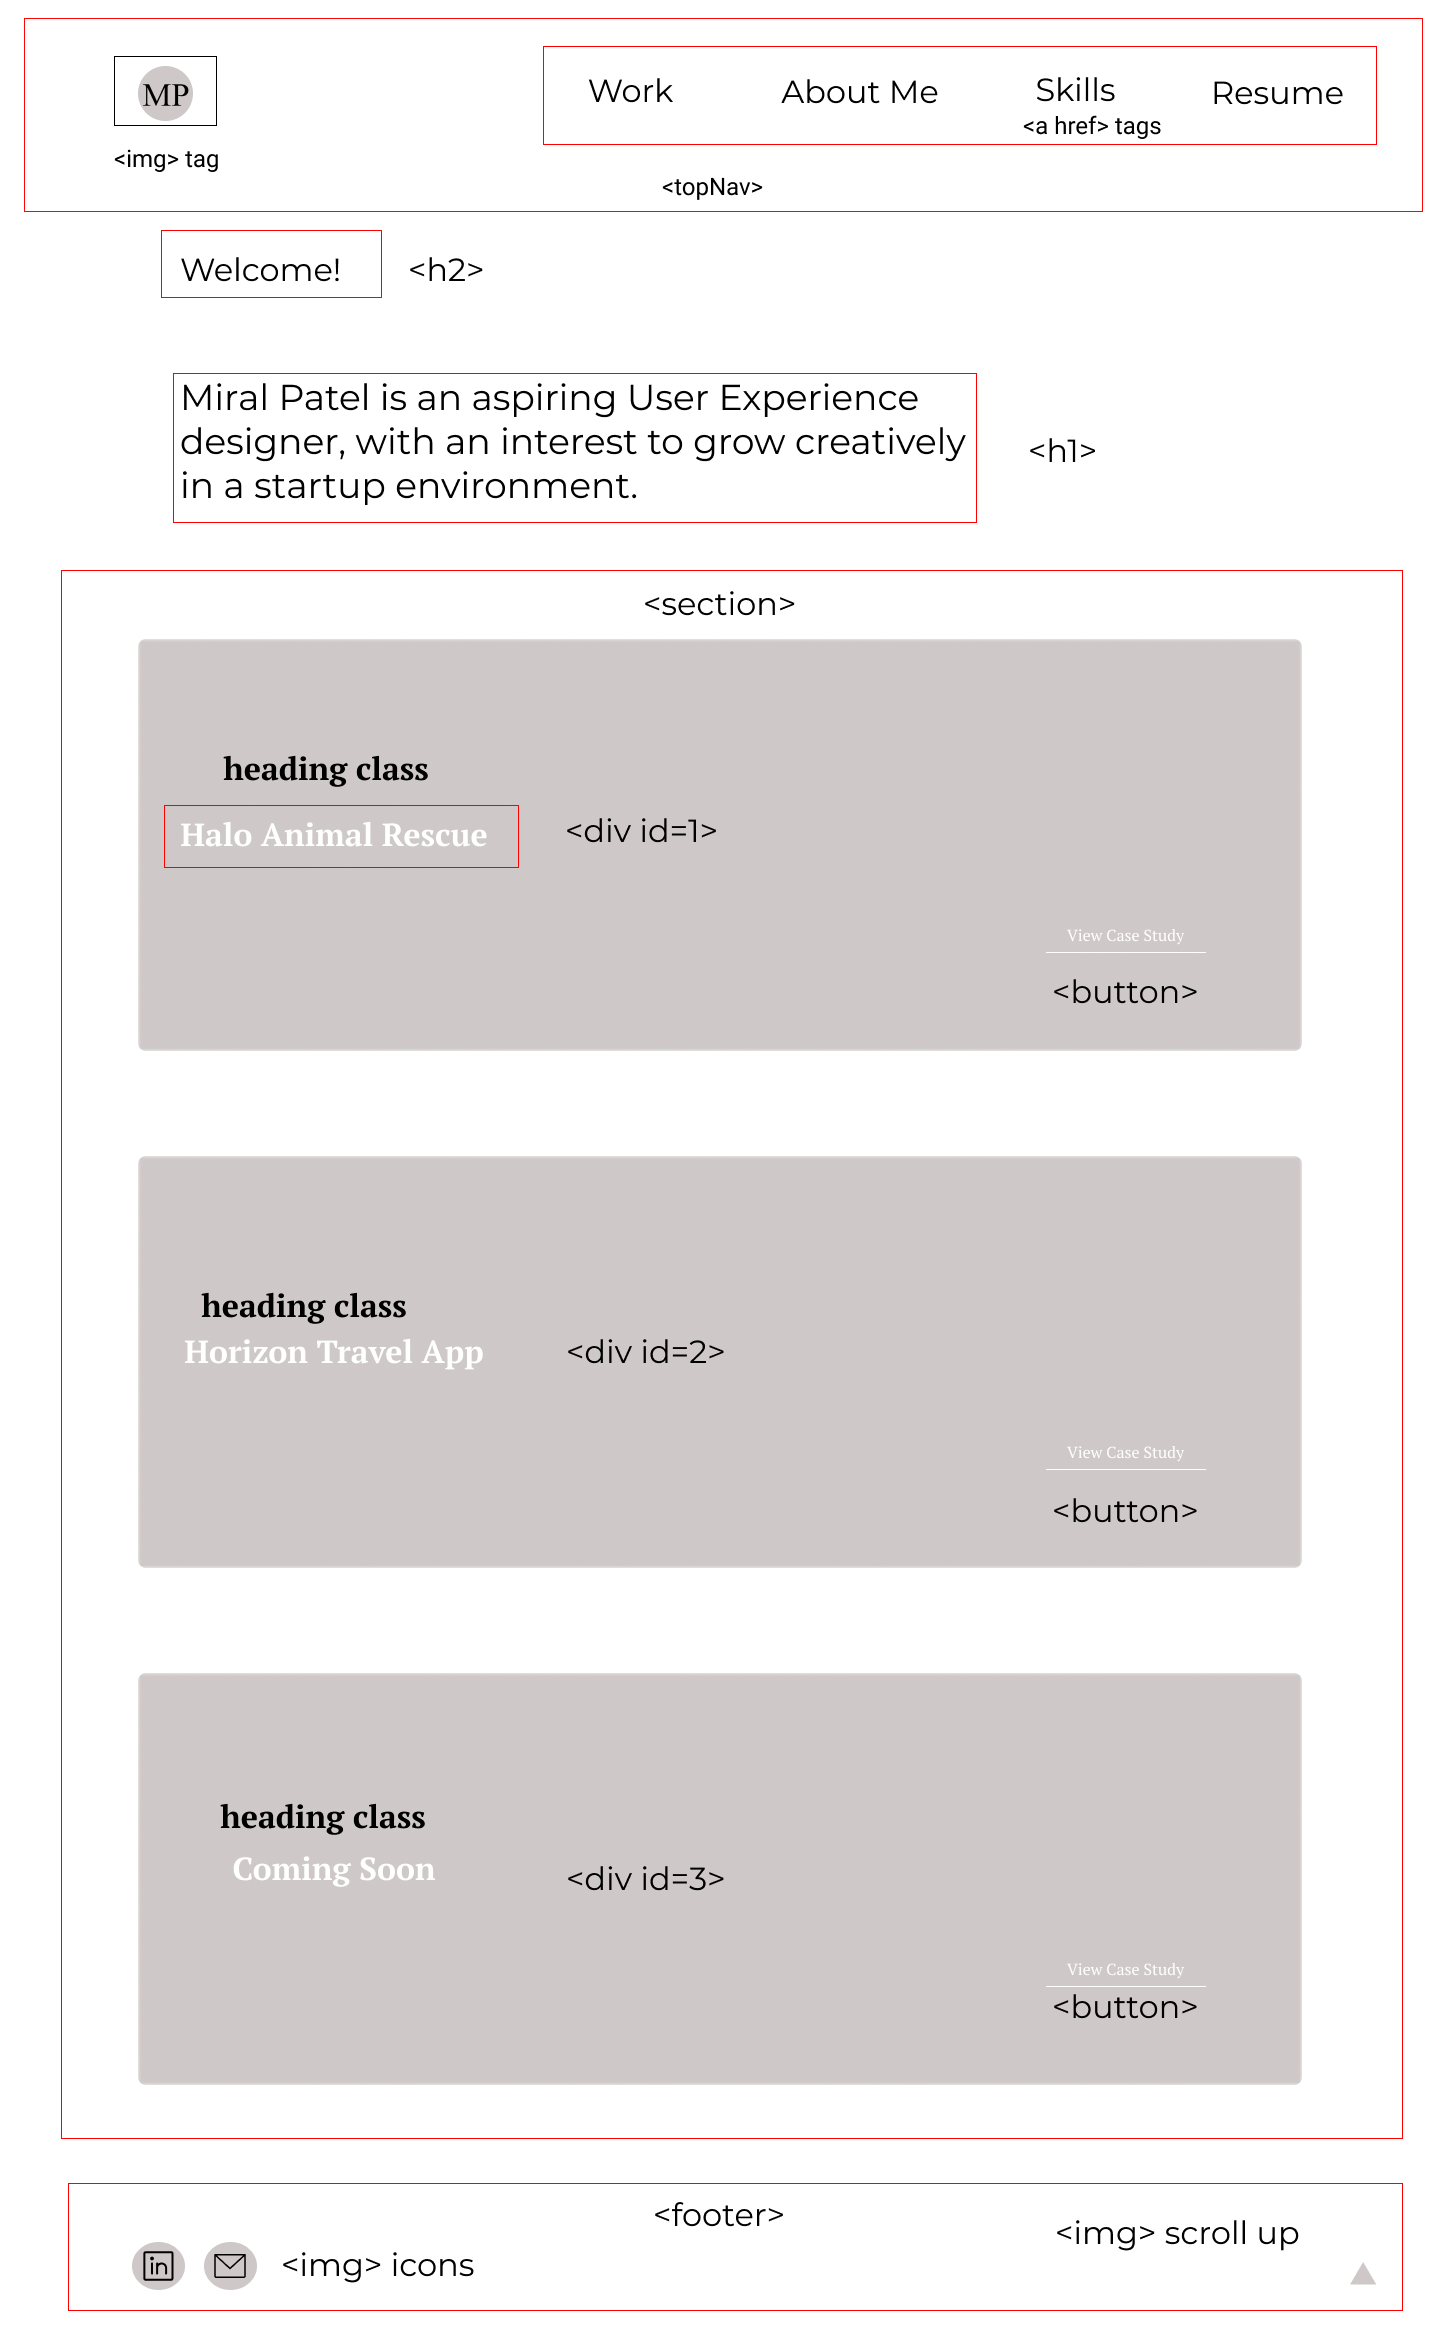 MP
<img> tag
Work
About Me
Skills
Resume
<a href> tags
<topNav>
Welcome!
<h2>
Miral Patel is an aspiring User Experience
designer, with an interest to grow creatively
in a startup environment.
<h1>
<section>
heading class
Halo Animal Rescue
<div id=1>
View Case Study
<button>
heading class
Horizon Travel App
<div id=2>
View Case Study
<button>
heading class
Coming Soon
<div id=3>
View Case Study
<button>
<footer>
<img> scroll up
in
<img> icons